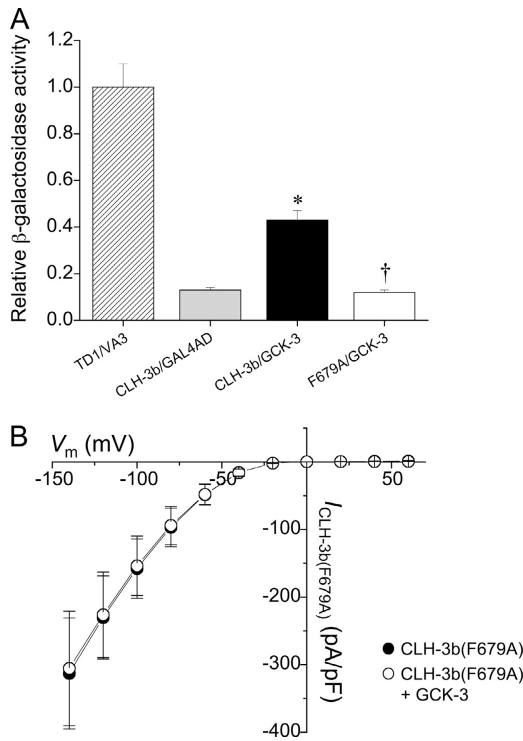 A
Relative β-galactosidase activity
1.2
1.0
0.8
0.6
0.4
0.2
0.0
*
†
TD1/VA3
CLH-3b/GAL4AD
CLH-3b/GCK-3
F679A/GCK-3
B
Vm (mV)
-150
-100
-50
50
-100
-200
-300
-400
ICLH-3b(F679A) (pA/pF)
CLH-3b(F679A)
CLH-3b(F679A)
+ GCK-3